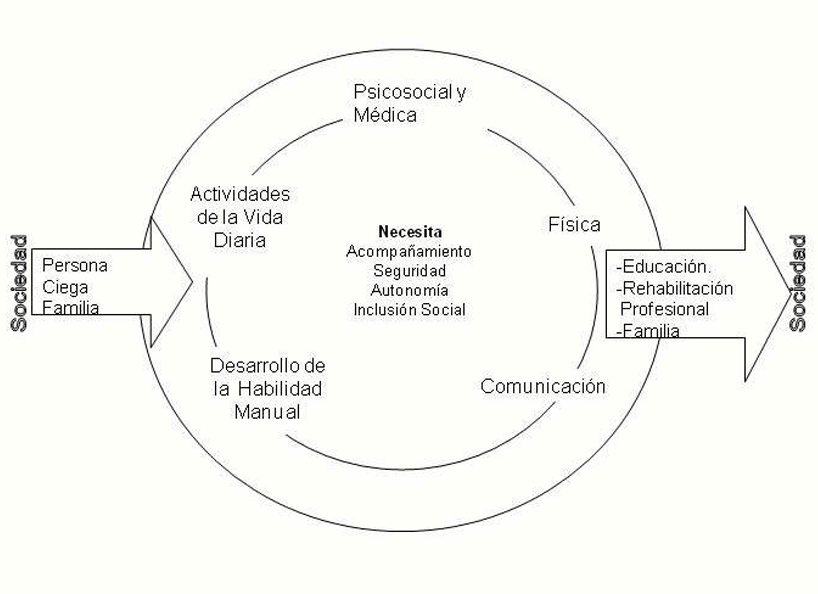 Psicosocial y
Médica
Actividades
de la Vida
Diaria
Física
Necesita
Acompañamiento
Seguridad
Autonomía
Inclusión Social
Sociedad
Persona
Ciega
Familia
-Educación.
-Rehabilitación
Profesional
-Familia
Sociedad
Desarrollo de
la Habilidad
Manual
Comunicación